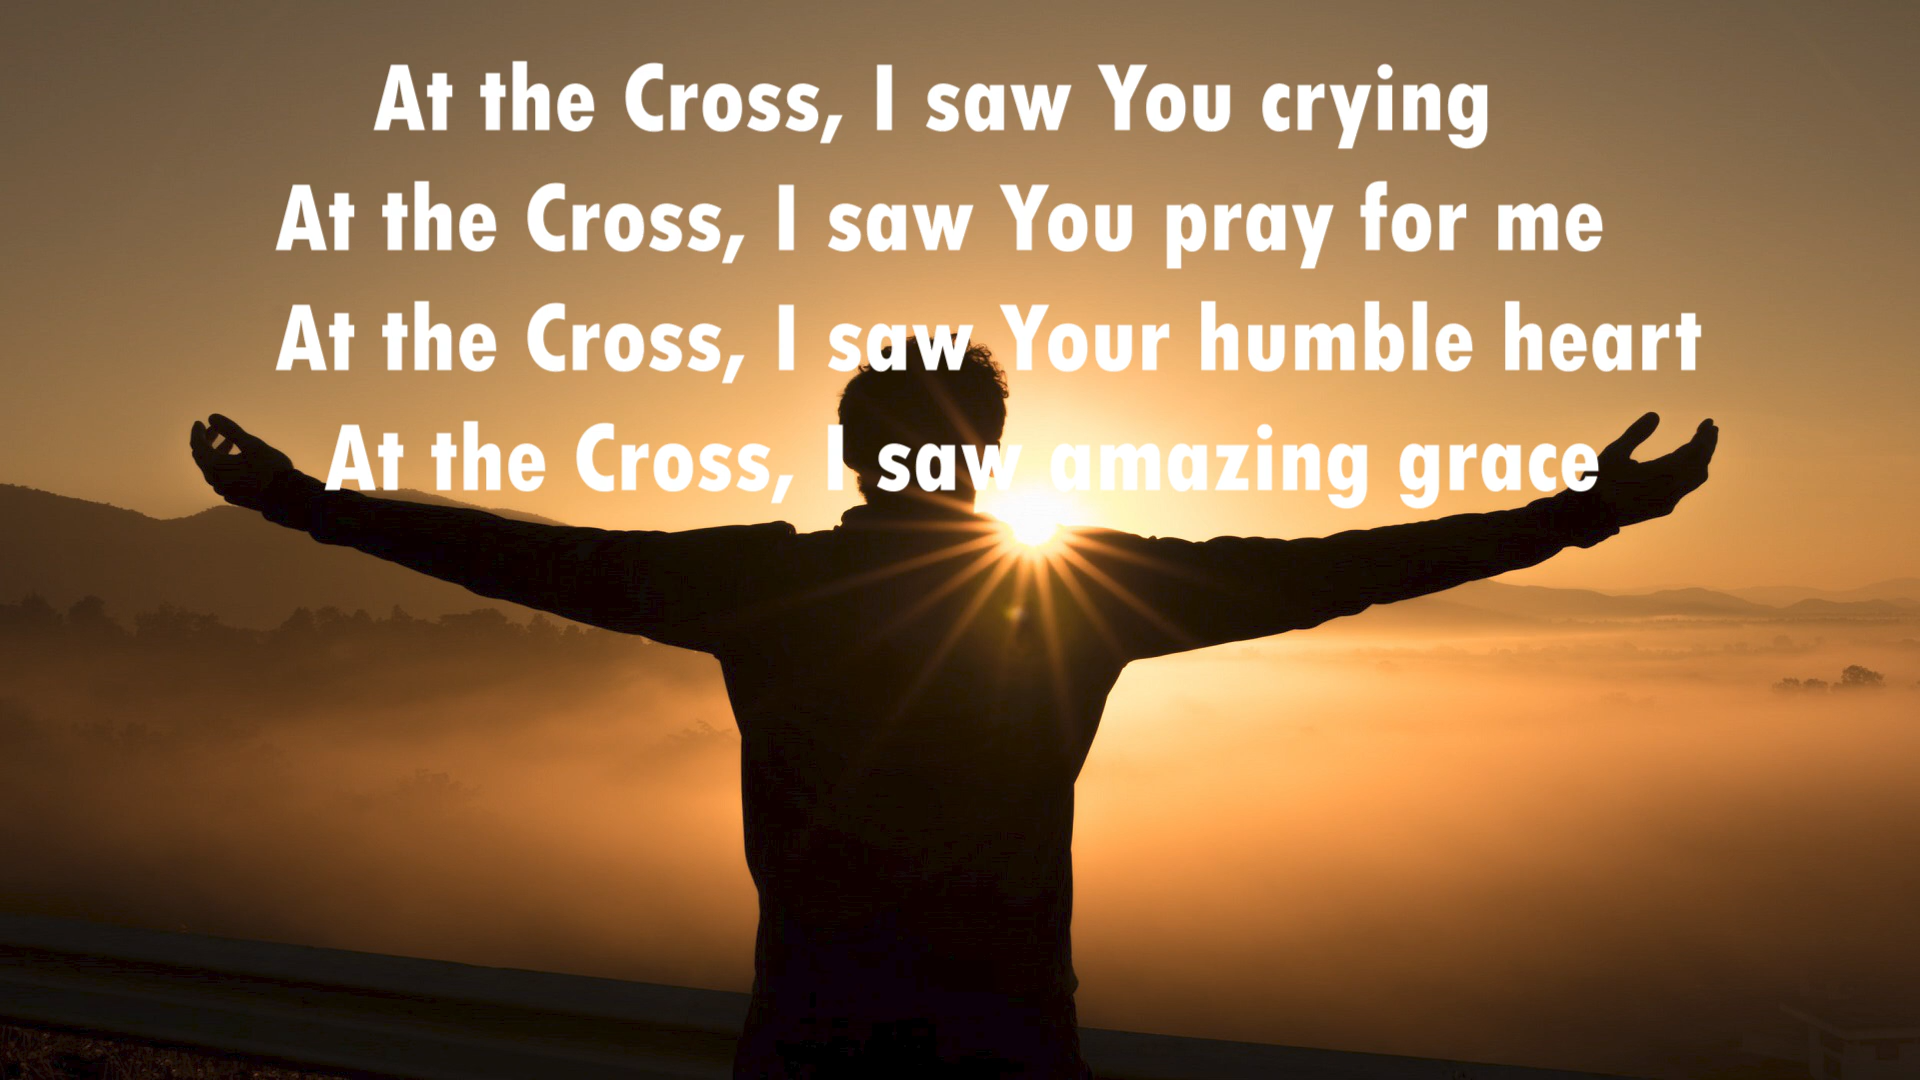 At the Cross, I saw You crying
At the Cross, I saw You pray for me
At the Cross, I saw Your humble heart
At the Cross, I saw amazing grace